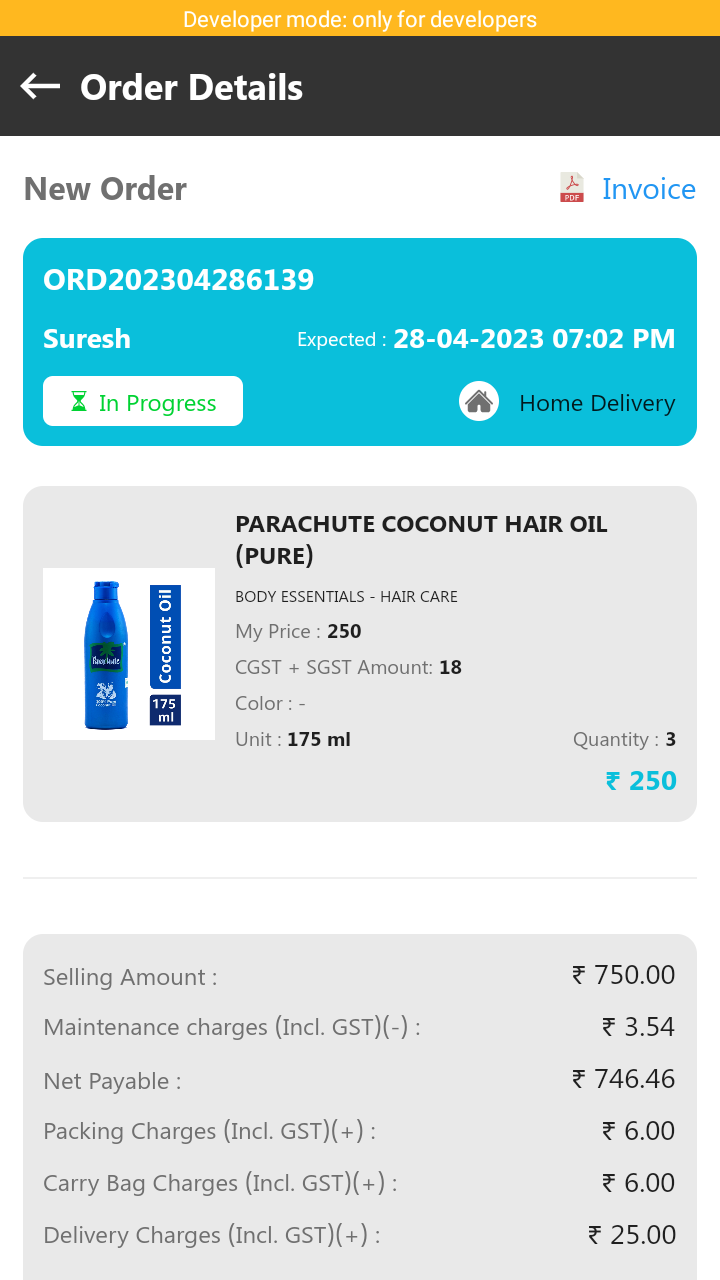 Developer mode: only for developers
Order Details
New Order
PDF Invoice
ORD202304286139
Suresh Expected : 28-04-2023 07:02 PM
In Progress Home Delivery
PARACHUTE COCONUT HAIR OIL
(PURE)
BODY ESSENTIALS - HAIR CARE
My Price : 250
CGST + SGST Amount: 18
Color : -
Unit : 175 ml Quantity : 3
₹ 250
Parachute
Coconut Oil
175
ml
Selling Amount : ₹ 750.00
Maintenance charges (Incl. GST)(-) : ₹ 3.54
Net Payable : ₹ 746.46
Packing Charges (Incl. GST)(+) : ₹ 6.00
Carry Bag Charges (Incl. GST)(+) : ₹ 6.00
Delivery Charges (Incl. GST)(+) : ₹ 25.00